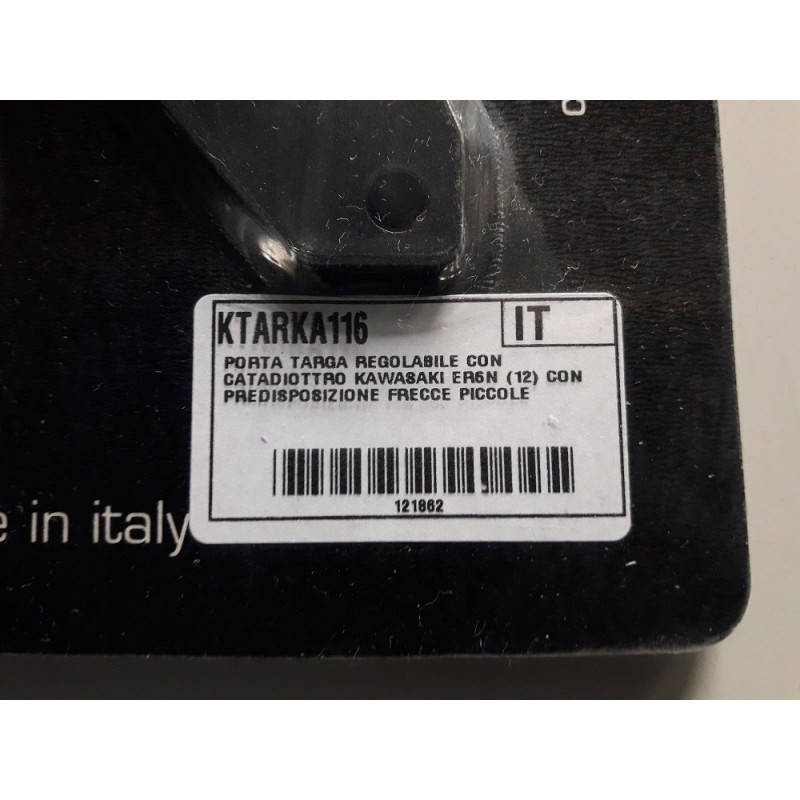 KTARKA116
IT
PORTA TARGA REGOLABILE CON
CATADIOTTRO KAWASAKI ER6N (12) CON
PREDISPOSIZIONE FRECCE PICCOLE
121862
e in italy